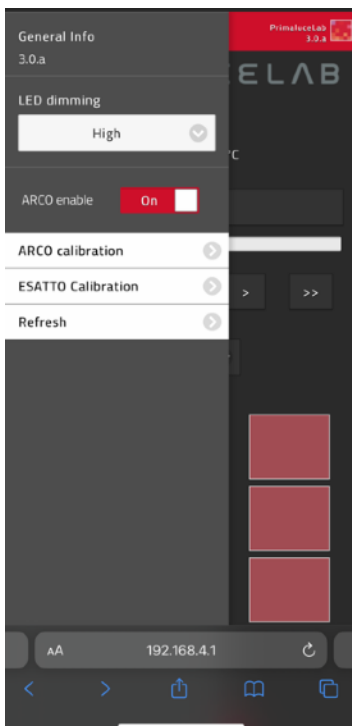 General Info
3.0.a
PrimaluceLab
3.0.a
ELAB
LED dimming
High
°C
ARCO enable
On
ARCO calibration
ESATTO Calibration
>
>>
Refresh
AA
192.168.4.1